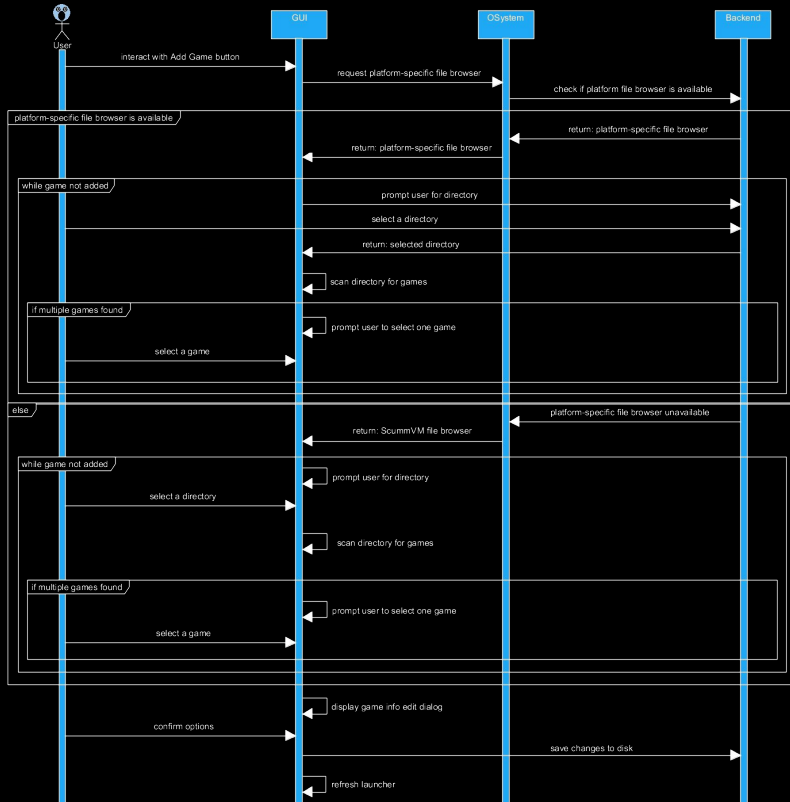 GUI
OSystem
Backend
User
interact with Add Game button
request platform-specific file browser
check if platform file browser is available
platform-specific file browser is available
return: platform-specific file browser
return: platform-specific file browser
while game not added
prompt user for directory
select a directory
return: selected directory
scan directory for games
if multiple games found
prompt user to select one game
select a game
else
platform-specific file browser unavailable
return: ScummVM file browser
while game not added
prompt user for directory
select a directory
scan directory for games
if multiple games found
prompt user to select one game
select a game
display game info edit dialog
confirm options
save changes to disk
refresh launcher